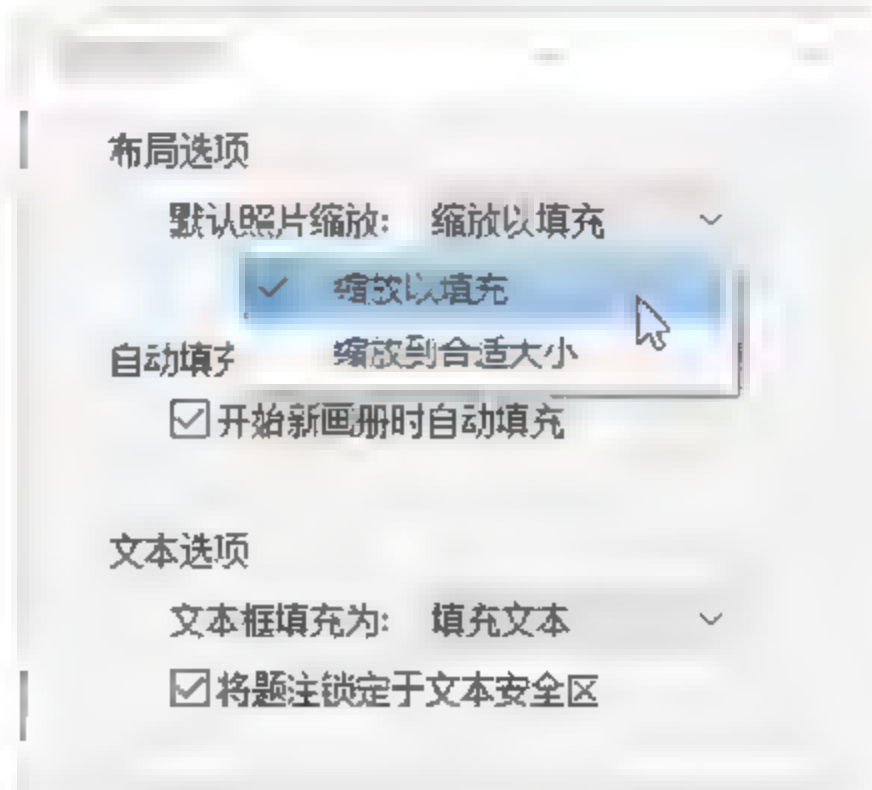 布局选项
默认照片缩放: 缩放以填充
缩放以填充
缩放到合适大小
自动填充
开始新画册时自动填充
文本选项
文本框填充为: 填充文本
将题注锁定于文本安全区